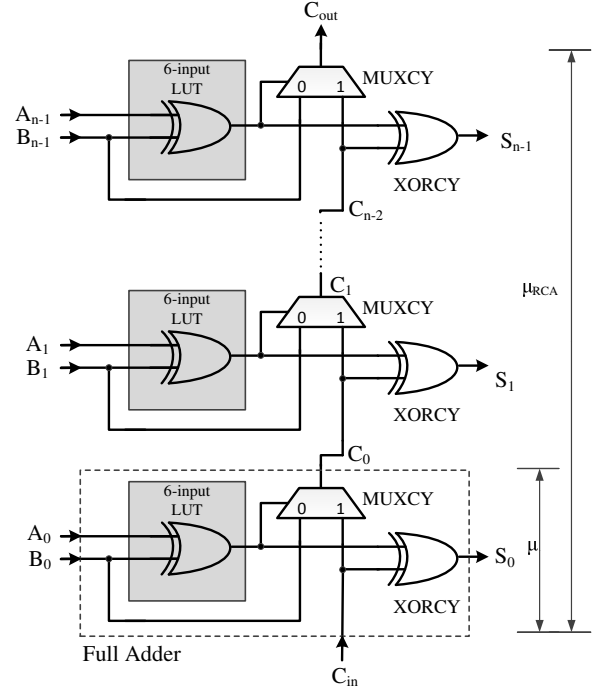 Cout
6-input
LUT
0 1
MUXCY
An-1
Bn-1
Sn-1
XORCY
Cn-2
μRCA
C1
6-input
LUT
0 1
MUXCY
A1
B1
S1
XORCY
C0
6-input
LUT
0 1
MUXCY
A0
B0
S0
μ
XORCY
Full Adder
Cin